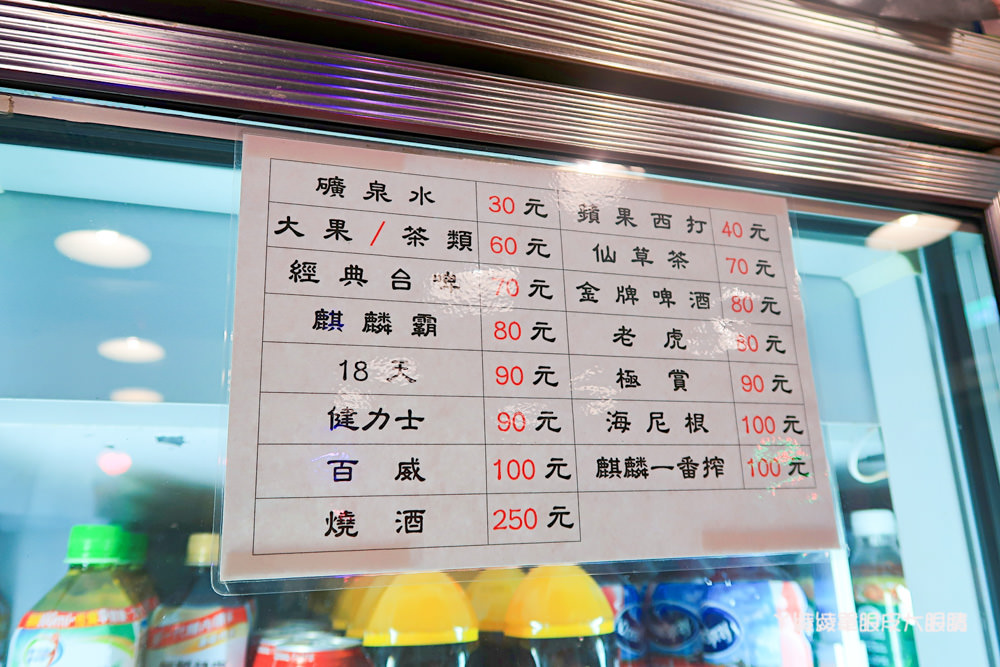 礦泉水 30元 蘋果西打 40元
大果/茶類 60元 仙草茶 70元
經典台啤 70元 金牌啤酒 80元
麒麟霸 80元 老虎 80元
18天 90元 極賞 90元
健力士 90元 海尼根 100元
百威 100元 麒麟一番搾 100元
燒酒 250元